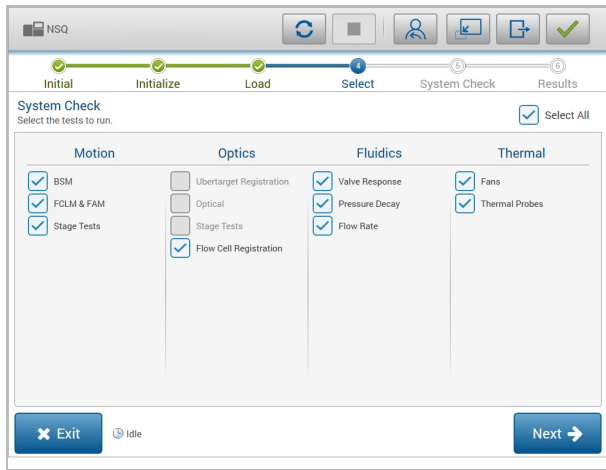 NSQ
4
5
6
Initial
Initialize
Load
Select
System Check
Results
System Check
Select the tests to run.
Select All
Motion
Optics
Fluidics
Thermal
BSM
Ubertarget Registration
Valve Response
Fans
FCLM & FAM
Optical
Pressure Decay
Thermal Probes
Stage Tests
Stage Tests
Flow Rate
Flow Cell Registration
Exit
Idle
Next